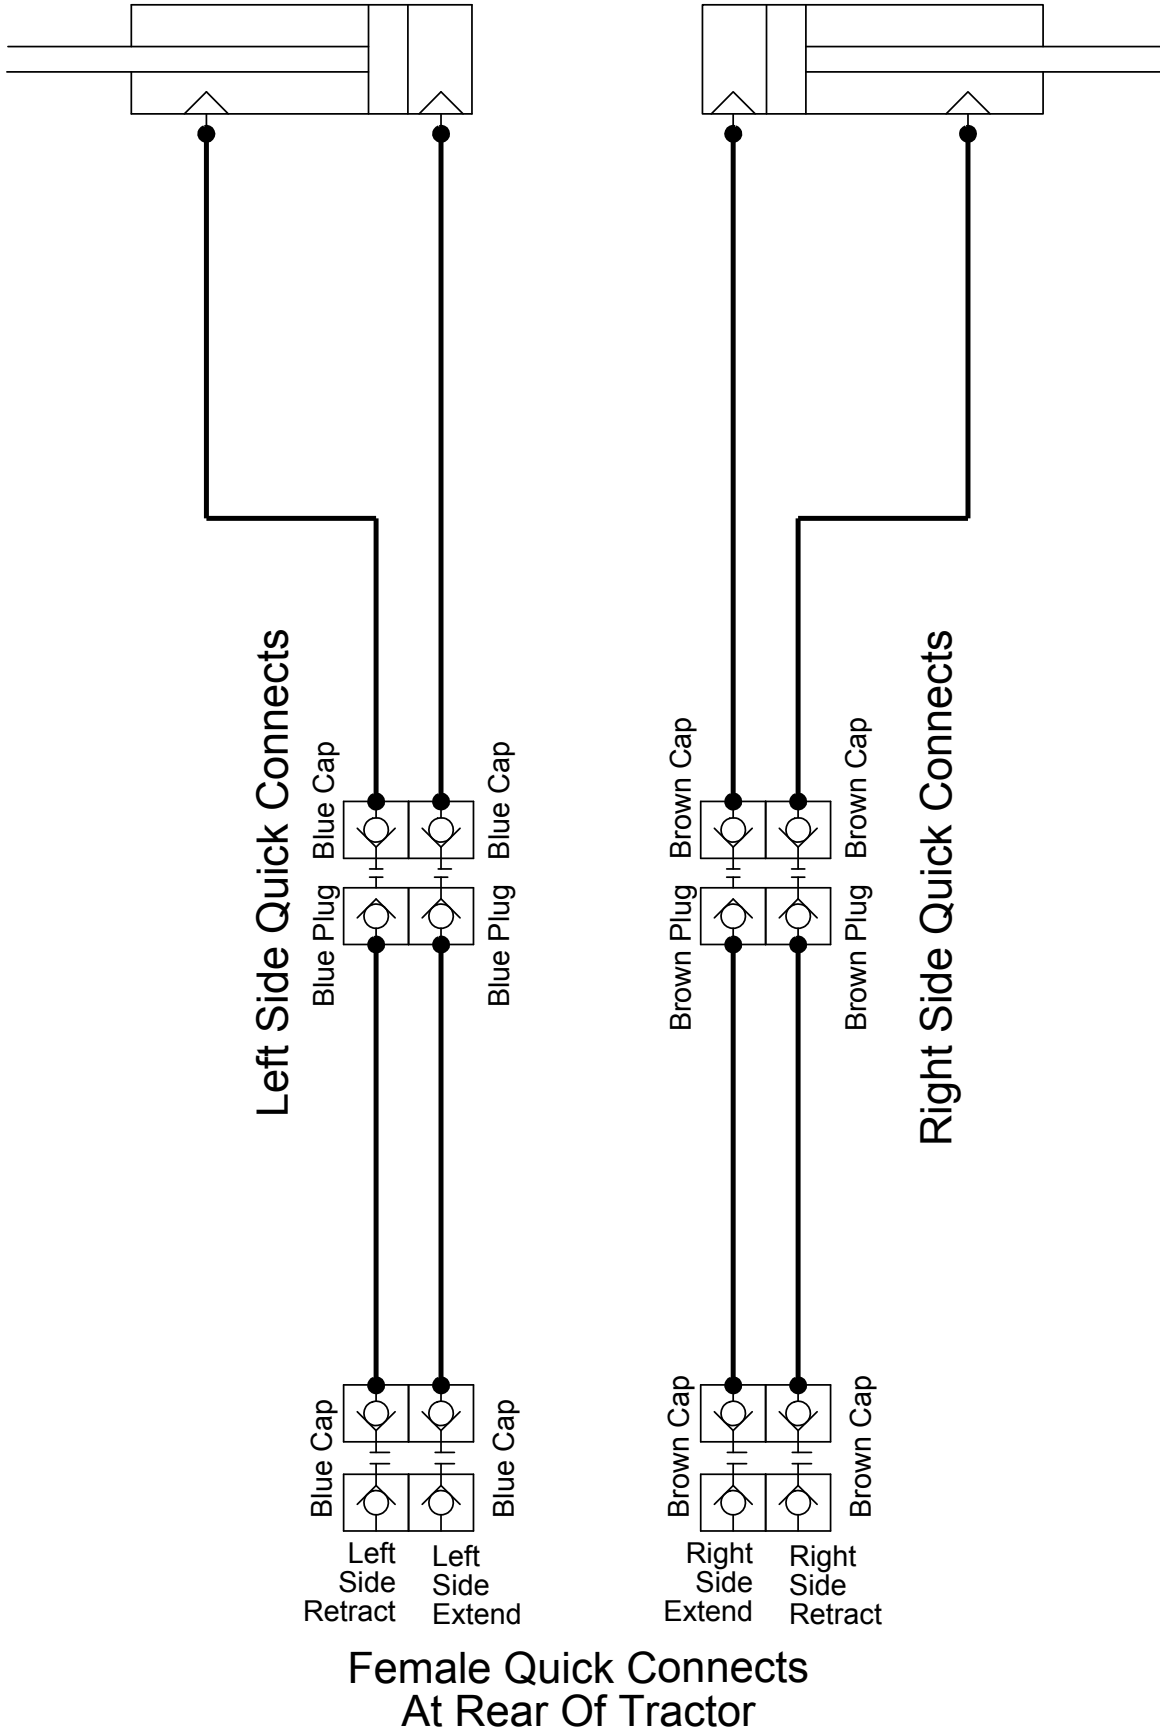 Left Side Quick Connects
Blue Cap
Blue Cap
Brown Cap
Brown Cap
Right Side Quick Connects
Blue Plug
Blue Plug
Brown Plug
Brown Plug
Blue Cap
Blue Cap
Brown Cap
Brown Cap
Left
Side
Retract
Left
Side
Extend
Right
Side
Extend
Right
Side
Retract
Female Quick Connects
At Rear Of Tractor